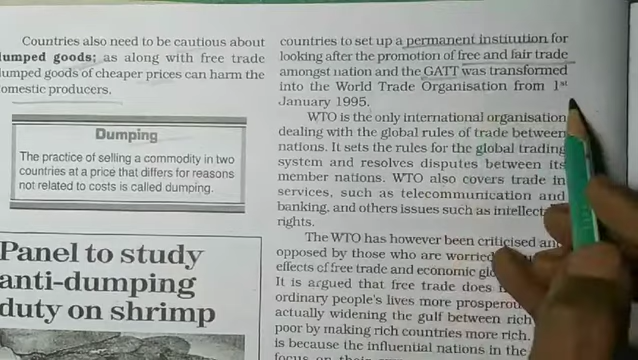 Countries also need to be cautious about
dumped goods; as along with free trade
dumped goods of cheaper prices can harm the
domestic producers.
Dumping
The practice of selling a commodity in two
countries at a price that differs for reasons
not related to costs is called dumping.
Panel to study
anti-dumping
duty on shrimp
countries to set up a permanent institution for
looking after the promotion of free and fair trade
amongst nation and the GATT was transformed
into the World Trade Organisation from 1st
January 1995.
WTO is the only international organisation
dealing with the global rules of trade between
nations. It sets the rules for the global trading
system and resolves disputes between its
member nations. WTO also covers trade in
services, such as telecommunication and
banking, and others issues such as
rights.
The WTO has however been criticised and
opposed by those who are worried
effects of free trade and economic
It is argued that free trade does
ordinary people's lives more
actually widening the gulf between rich
poor by making rich countries more rich.
is because the influential nations in the
focus on their